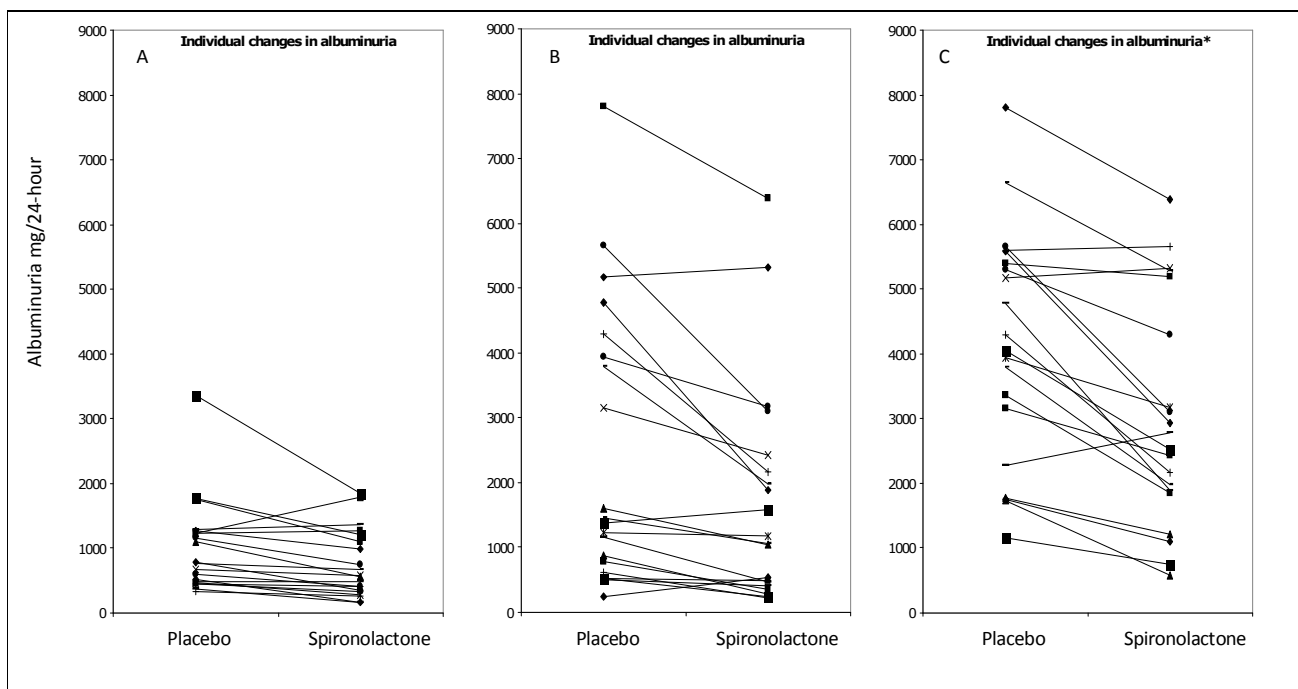 Albuminuria mg/24-hour
A
Individual changes in albuminuria
9000
8000
7000
6000
5000
4000
3000
2000
1000
0
Placebo
Spironolactone
B
Individual changes in albuminuria
9000
8000
7000
6000
5000
4000
3000
2000
1000
0
Placebo
Spironolactone
C
Individual changes in albuminuria*
9000
8000
7000
6000
5000
4000
3000
2000
1000
0
Placebo
Spironolactone